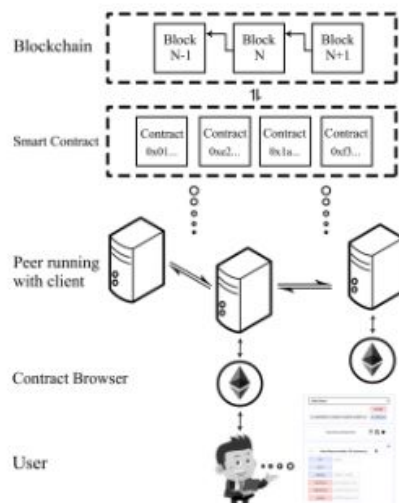 Blockchain
Block
N-1
Block
N
Block
N+1
Smart Contract
Contract
0x01...
Contract
0xe2...
Contract
0x1a...
Contract
0xf3...
Peer running
with client
Contract Browser
User